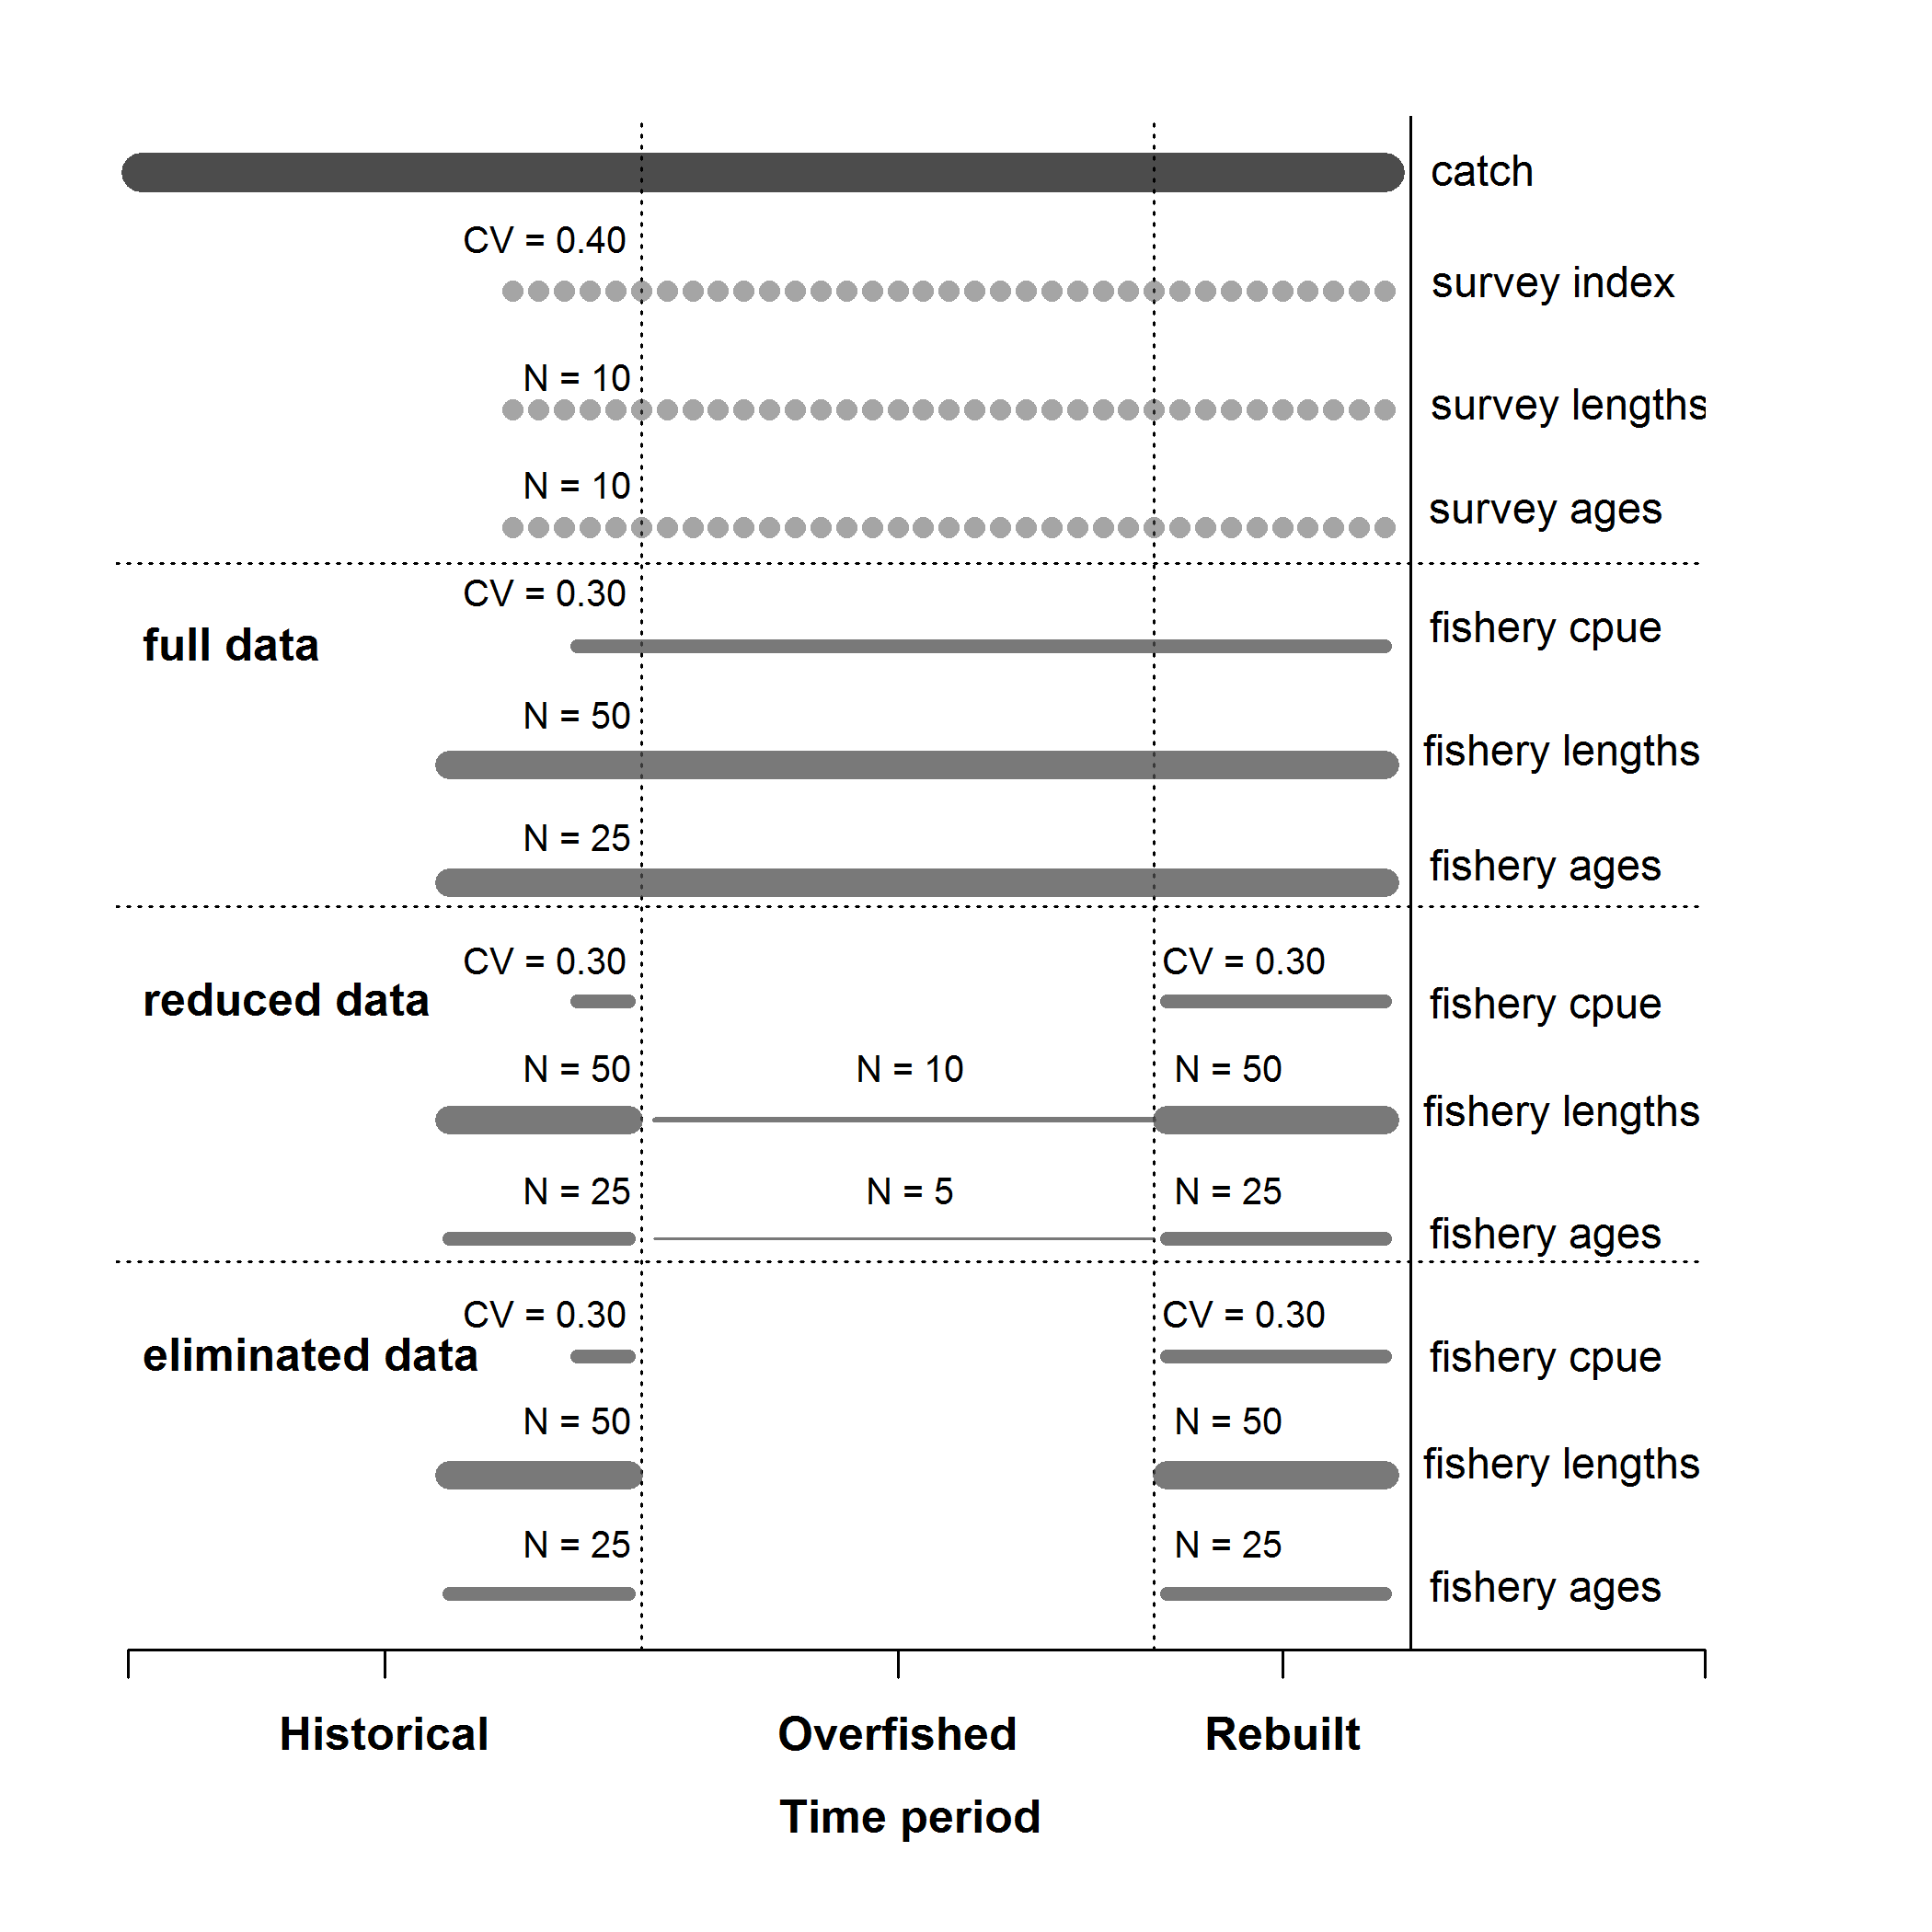 catch
CV = 0.40
survey index
N = 10
survey lengths
N = 10
survey ages
CV = 0.30
full data
fishery cpue
N = 50
fishery lengths
N = 25
fishery ages
CV = 0.30 CV = 0.30
reduced data
fishery cpue
N = 50 N = 10 N = 50
fishery lengths
N = 25 N = 5 N = 25
fishery ages
CV = 0.30 CV = 0.30
eliminated data
fishery cpue
N = 50 N = 50
fishery lengths
N = 25 N = 25
fishery ages
Historical Overfished Rebuilt
Time period